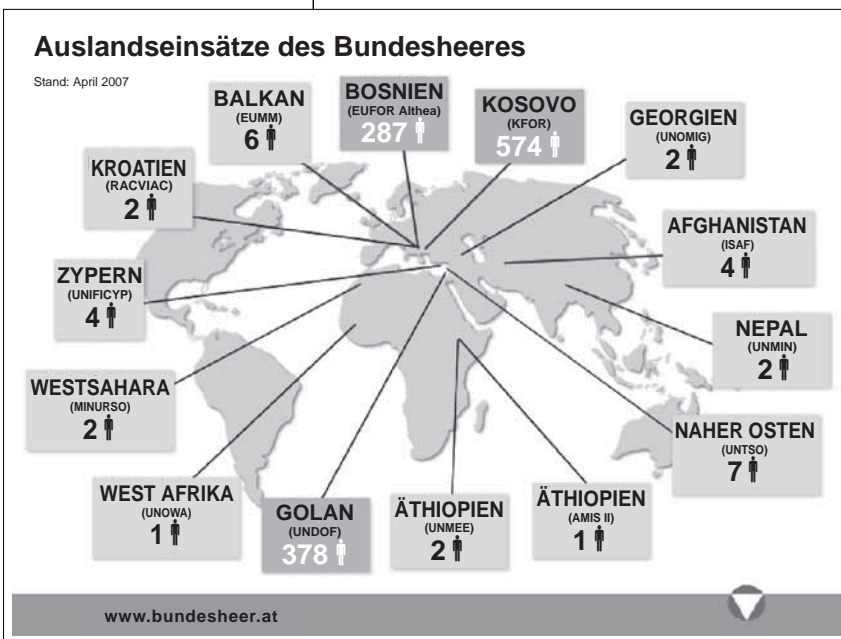 Auslandseinsätze des Bundesheeres
Stand: April 2007
BALKAN
(EUMM)
6
BOSNIEN
(EUFOR Althea)
287
KOSOVO
(KFOR)
574
GEORGIEN
(UNOMIG)
2
KROATIEN
(RACVIAC)
2
AFGHANISTAN
(ISAF)
4
ZYPERN
(UNIFICYP)
4
NEPAL
(UNMIN)
2
WESTSAHARA
(MINURSO)
2
NAHER OSTEN
(UNTSO)
7
WEST AFRIKA
(UNOWA)
1
GOLAN
(UNDOF)
378
ÄTHIOPIEN
(UNMEE)
2
ÄTHIOPIEN
(AMIS II)
1
www.bundesheer.at